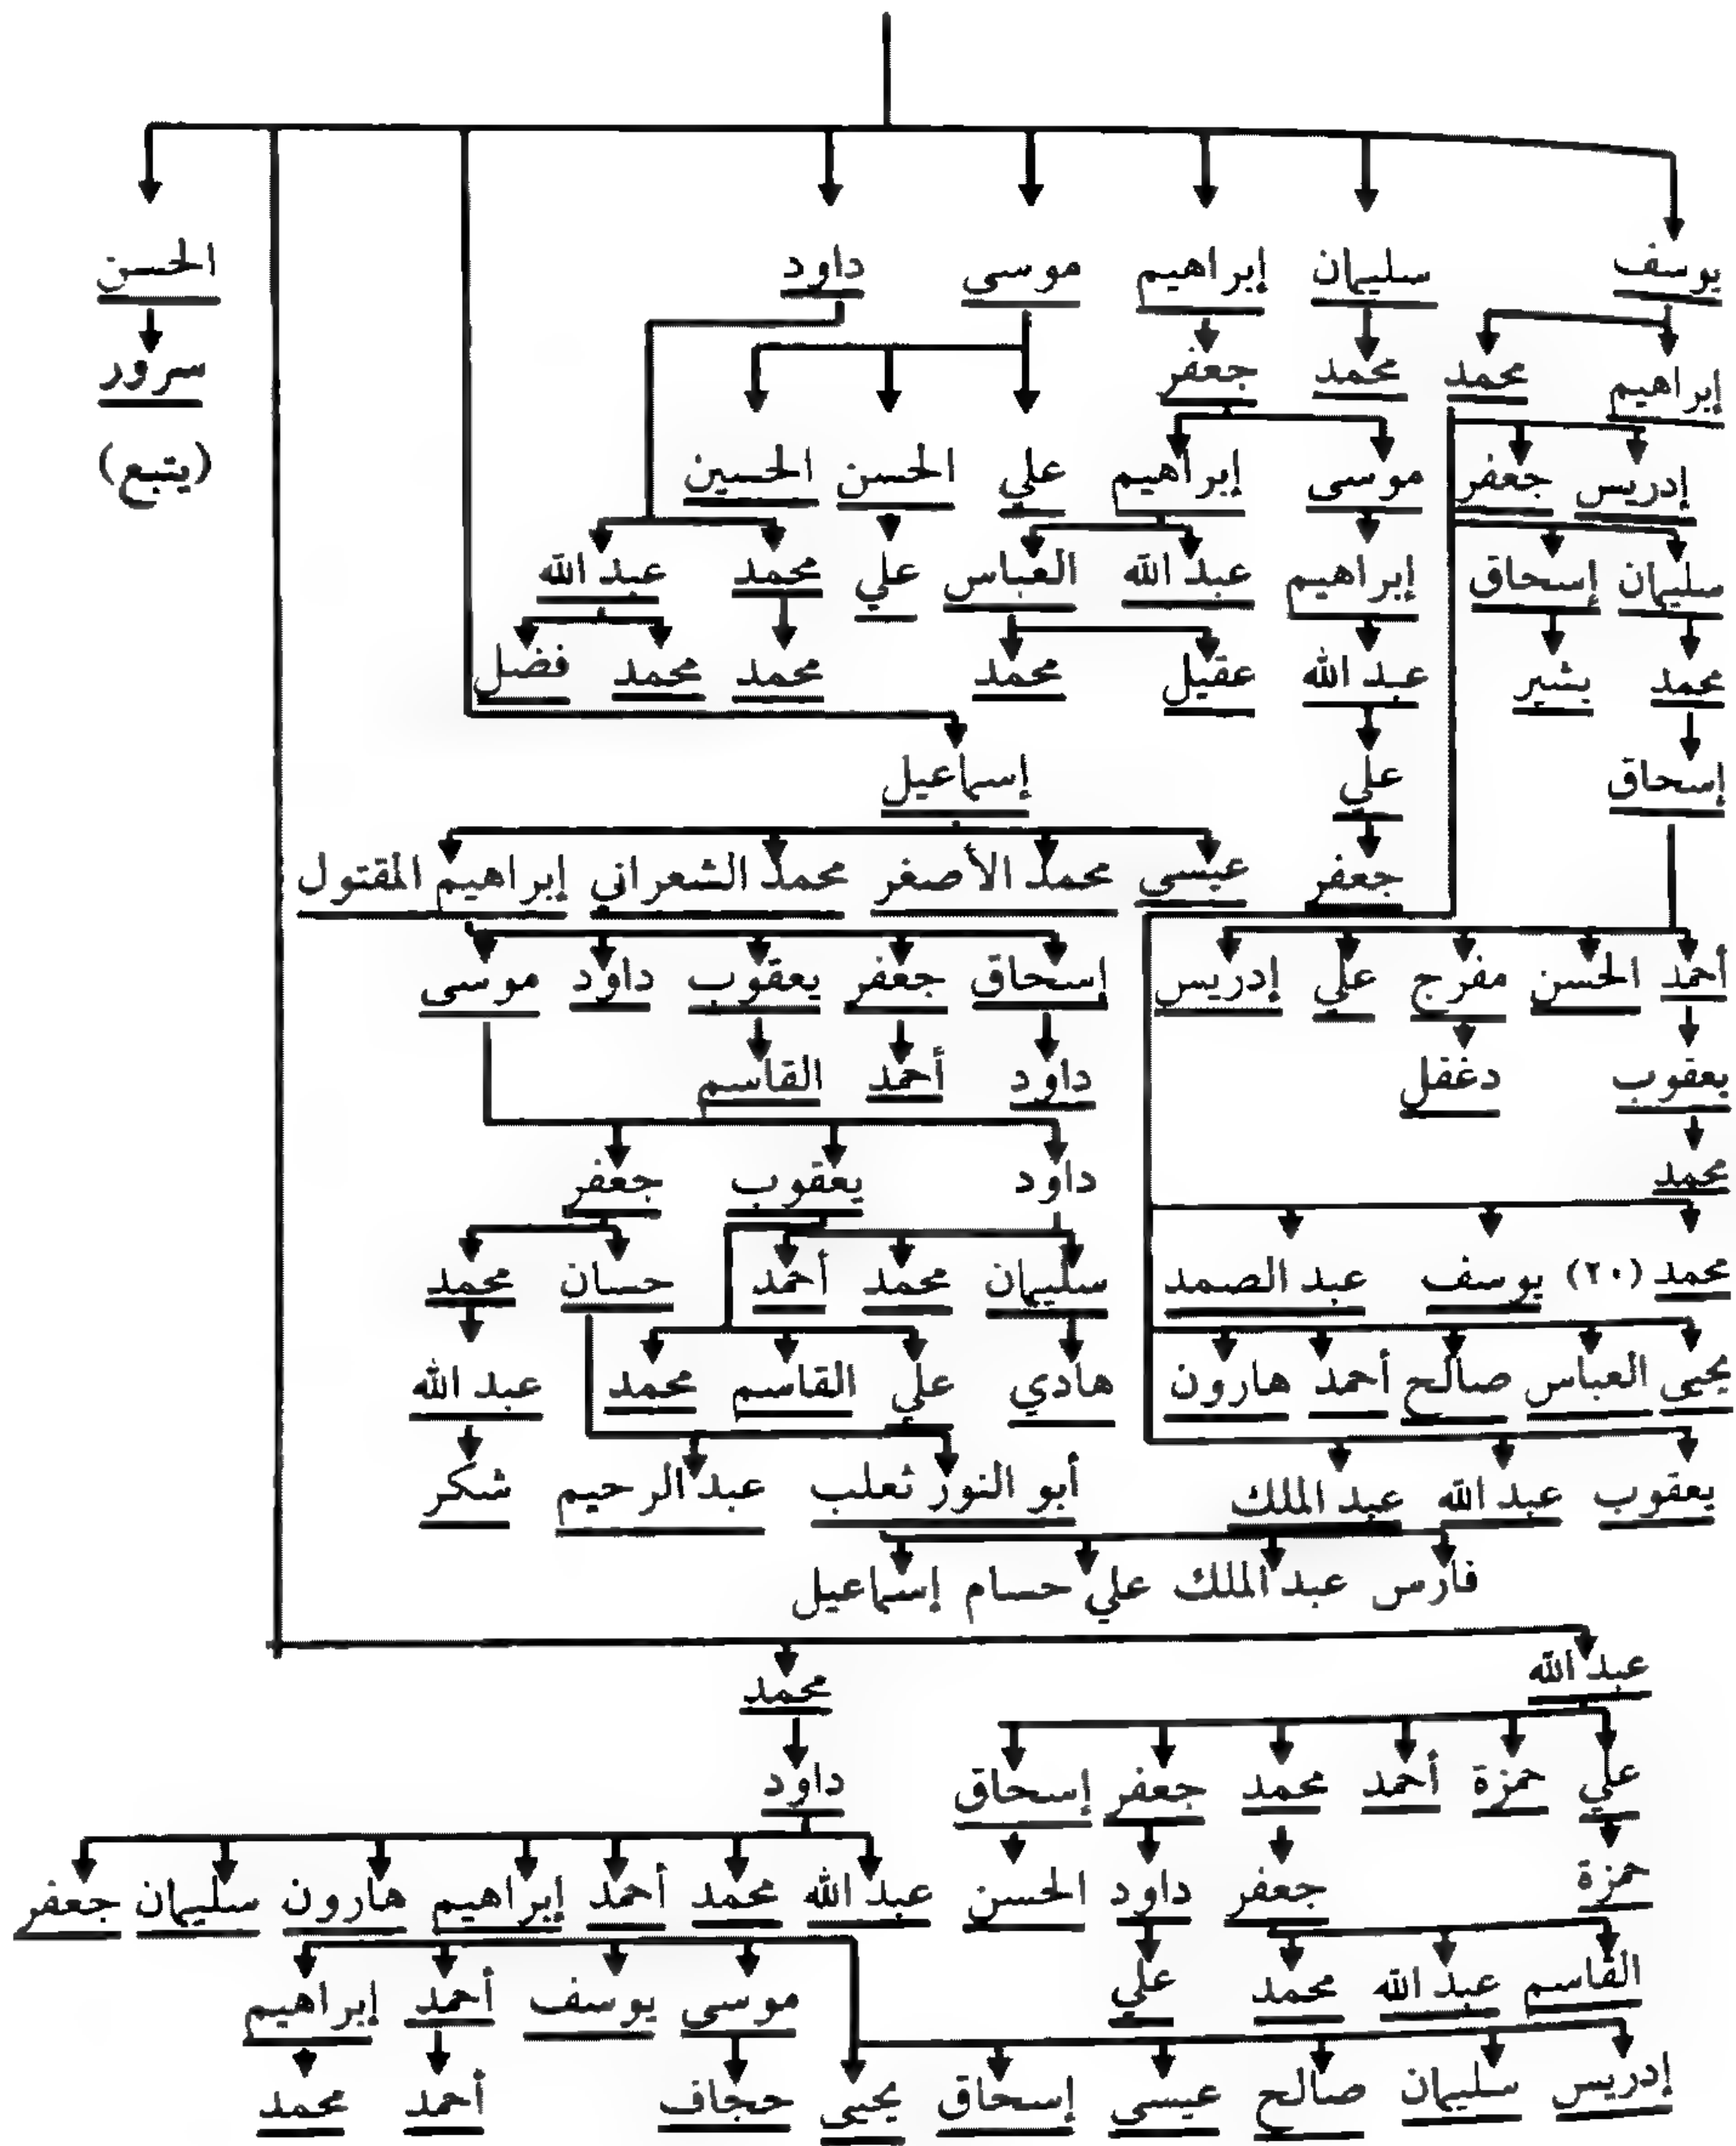 يوسف سليمان إبراهيم موسى داود الحسن
إبراهيم محمد محمد جعفر سرور
إدريس جعفر موسى إبراهيم علي الحسن الحسين (يتبع)
سليمان إسحاق إبراهيم عبد الله العباس علي محمد عبد الله
محمد بشير عبد الله عقيل محمد محمد محمد فضل
إسحاق علي إسماعيل
جعفر عيسى محمد الأصغر محمد الشعراني إبراهيم المقتول
أحمد الحسن مفرج علي إدريس إسحاق جعفر يعقوب داود موسى
يعقوب دغفل داود أحمد القاسم
محمد داود يعقوب جعفر
محمد (٢٠) يوسف عبد الصمد سليمان محمد أحمد حسان محمد
يحيى العباس صالح أحمد هارون هادي علي القاسم محمد عبد الله
يعقوب عبد الله عبد الملك أبو النور ثعلب عبد الرحيم شكر
فارس عبد الملك علي حسام إسماعيل
عبد الله محمد
علي حمزة أحمد محمد جعفر إسحاق داود
حمزة جعفر داود الحسن عبد الله محمد أحمد إبراهيم هارون سليمان جعفر
القاسم عبد الله محمد علي موسى يوسف أحمد إبراهيم
إدريس سليمان صالح عيسى إسحاق يحيى حجاف أحمد محمد